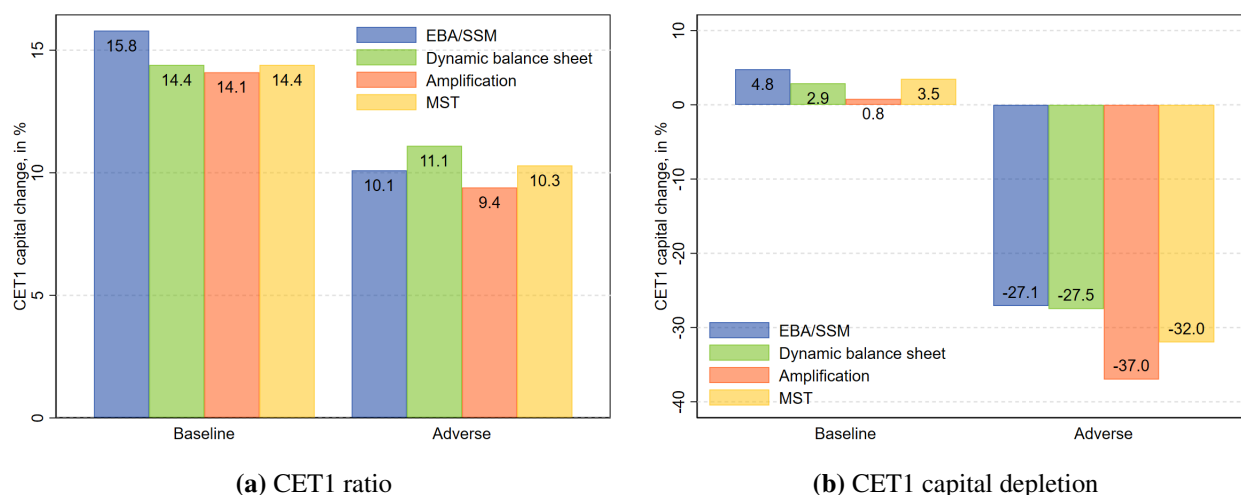 CET1 capital change, in %
15
10
5
0
15.8
14.4
14.1
14.4
10.1
11.1
9.4
10.3
EBA/SSM
Dynamic balance sheet
Amplification
MST
Baseline
Adverse
(a) CET1 ratio
CET1 capital change, in %
10
0
-10
-20
-30
-40
4.8
2.9
0.8
3.5
-27.1
-27.5
-37.0
-32.0
EBA/SSM
Dynamic balance sheet
Amplification
MST
Baseline
Adverse
(b) CET1 capital depletion